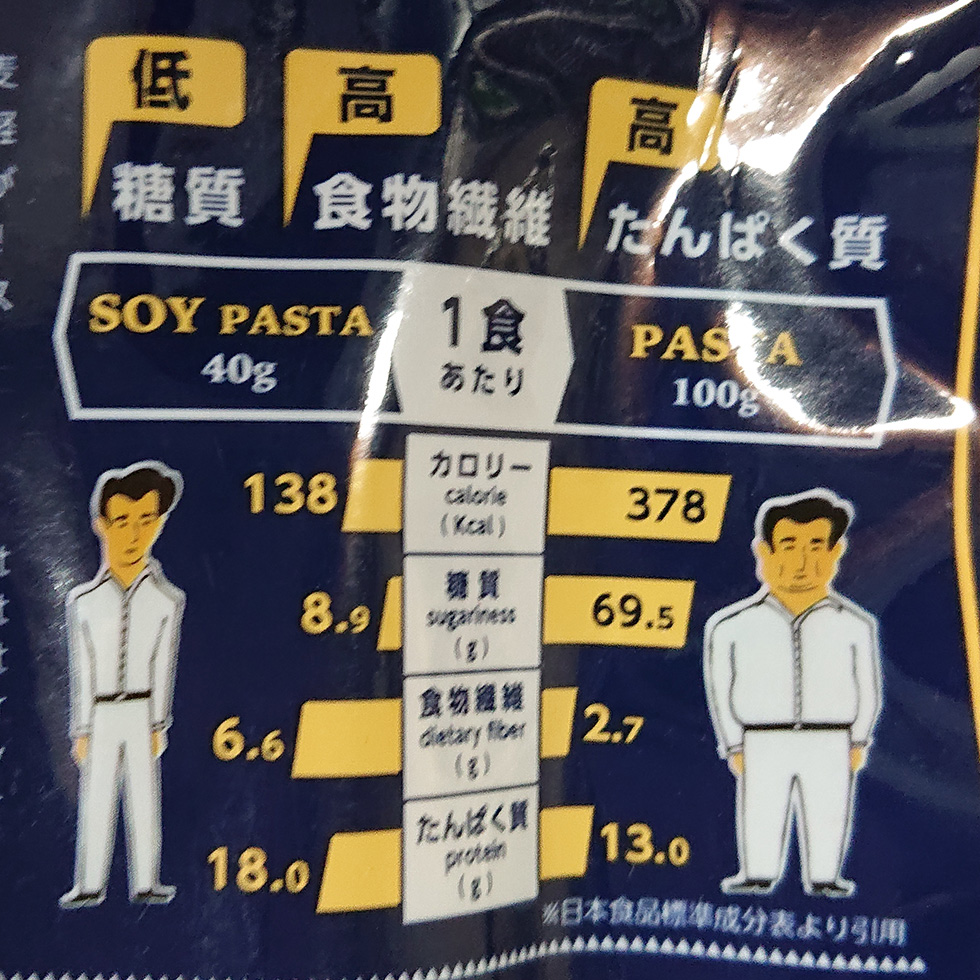 低
高
高
糖質
食物繊維
たんぱく質
SOY PASTA
40g
1食
あたり
PASTA
100g
138
カロリー
calorie
(Kcal)
378
8.9
糖質
sugariness
(g)
69.5
6.6
食物繊維
dietary fiber
(g)
2.7
18.0
たんぱく質
protein
(g)
13.0
※日本食品標準成分表より引用